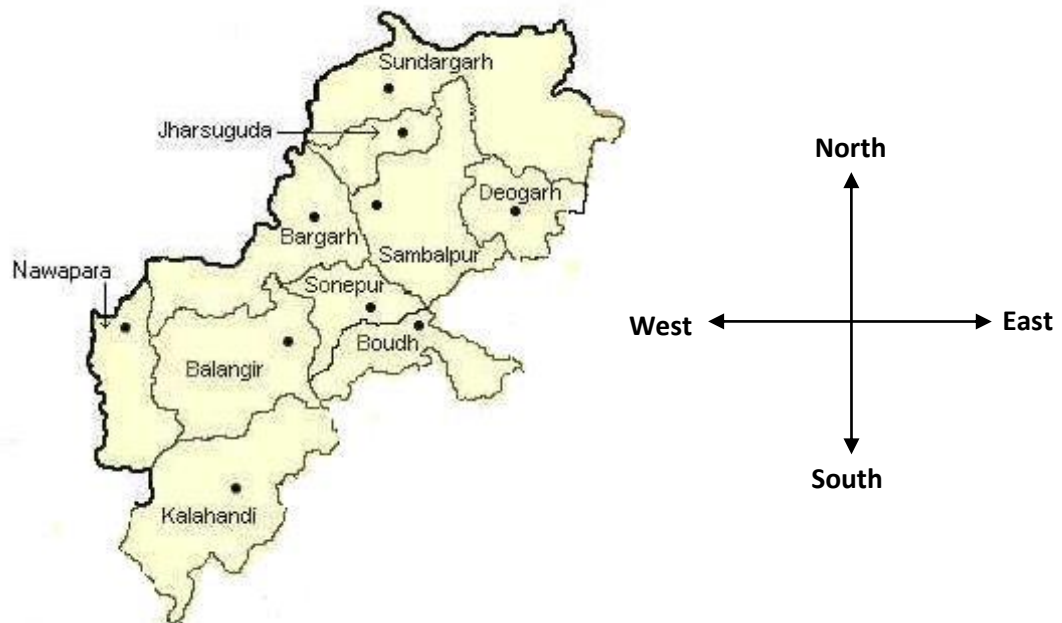 Sundargarh
Jharsuguda
Deogarh
Bargarh
Sambalpur
Nawapara
Sonepur
Boudh
Balangir
Kalahandi
North
West
East
South